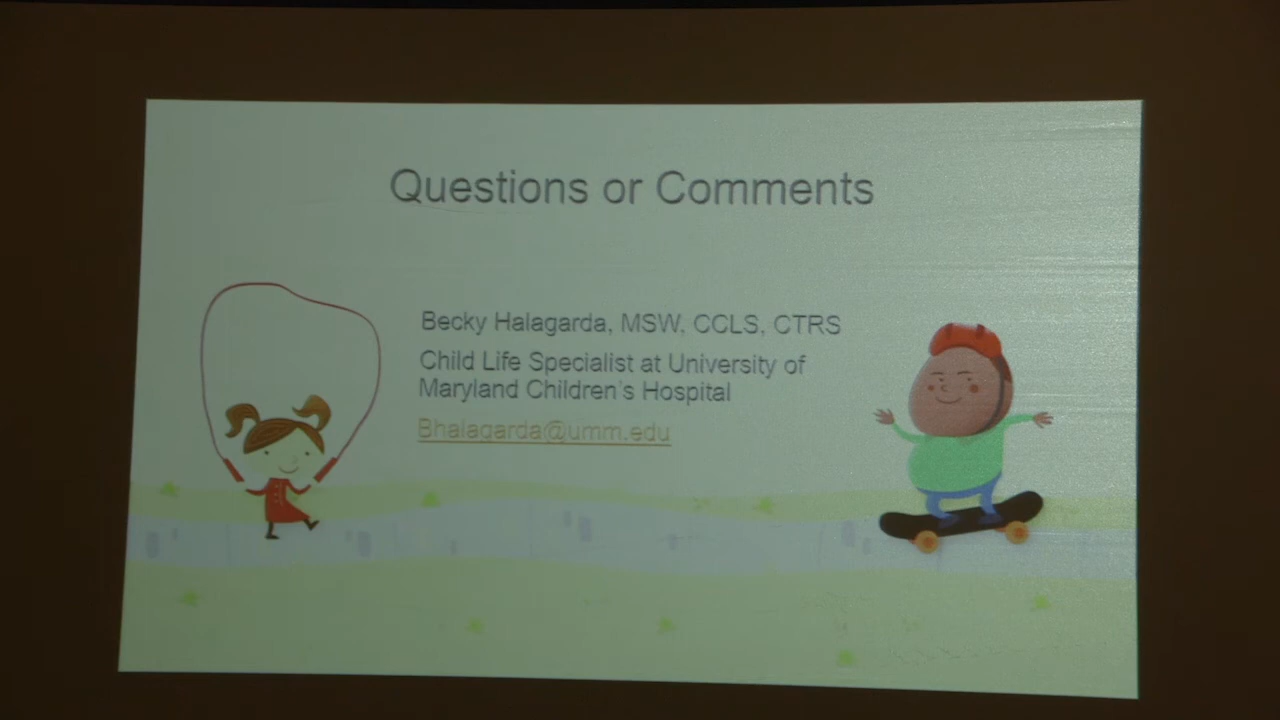 Questions or Comments
Becky Halagarda, MSW, CCLS, CTRS
Child Life Specialist at University of
Maryland Children's Hospital
Bhalagarda@umm.edu